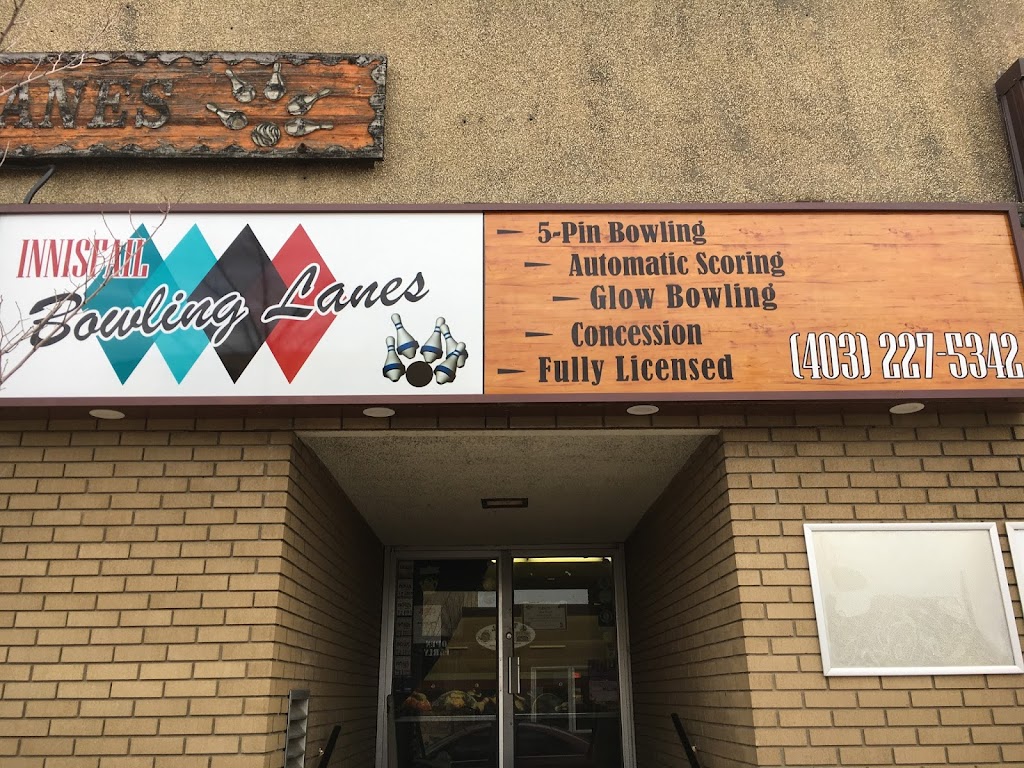 ANES
INNISFAIL
Bowling Lanes
5-Pin Bowling
Automatic Scoring
Glow Bowling
Concession
Fully Licensed
(403) 227-5342